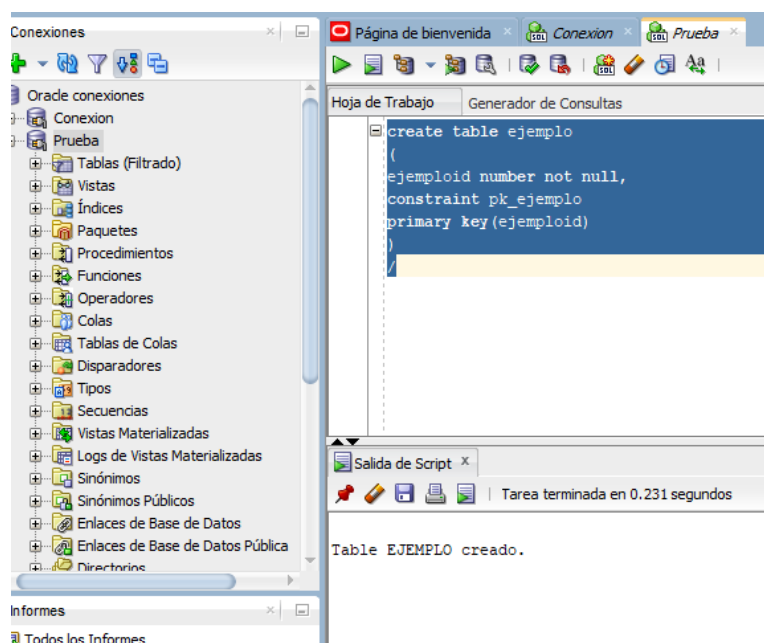 Conexiones
Oracle conexiones
Conexion
Prueba
Tablas (Filtrado)
Vistas
Índices
Paquetes
Procedimientos
Funciones
Operadores
Colas
Tablas de Colas
Disparadores
Tipos
Secuencias
Vistas Materializadas
Logs de Vistas Materializadas
Sinónimos
Sinónimos Públicos
Enlaces de Base de Datos
Enlaces de Base de Datos Pública
Directorios
Informes
Todos los Informes
Página de bienvenida
Conexion
Prueba
Hoja de Trabajo
Generador de Consultas
create table ejemplo
(
ejemploid number not null,
constraint pk_ejemplo
primary key(ejemploid)
)
/
Salida de Script
Tarea terminada en 0.231 segundos
Table EJEMPLO creado.